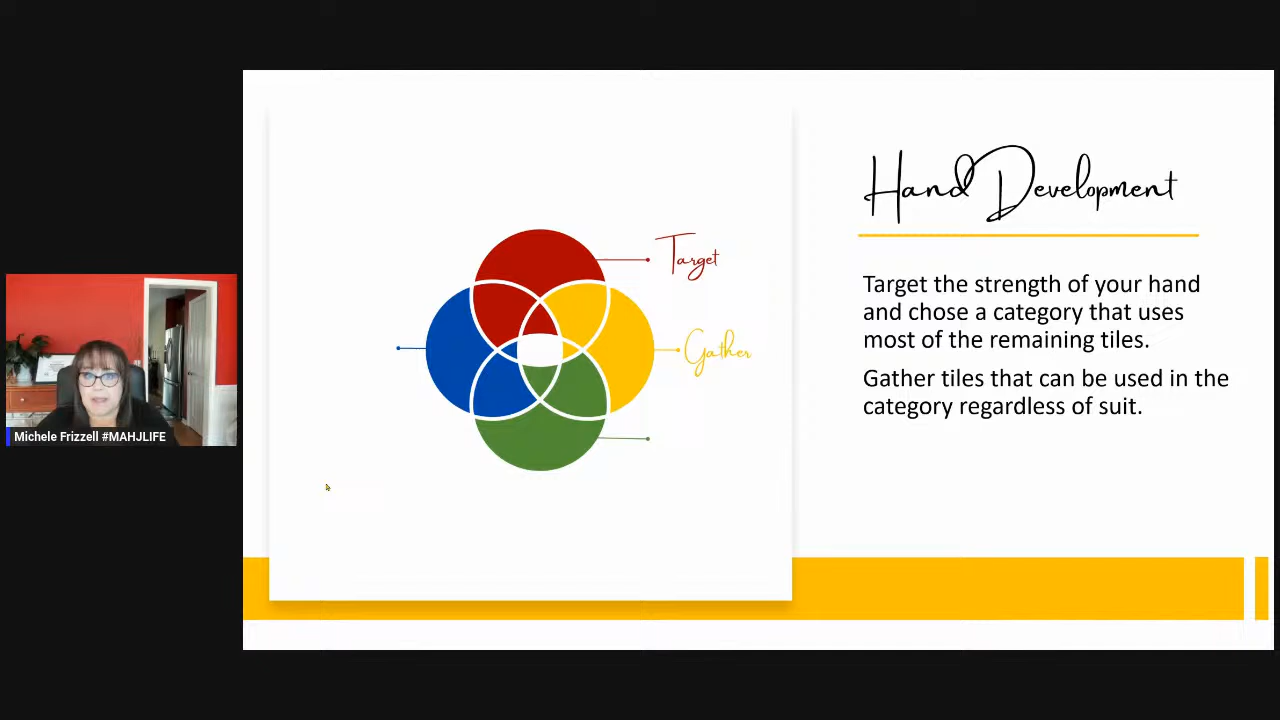 Hand Development
Target
Target the strength of your hand
and chose a category that uses
most of the remaining tiles.
Gather
Gather tiles that can be used in the
category regardless of suit.
Michele Frizzell #MAHJLIFE